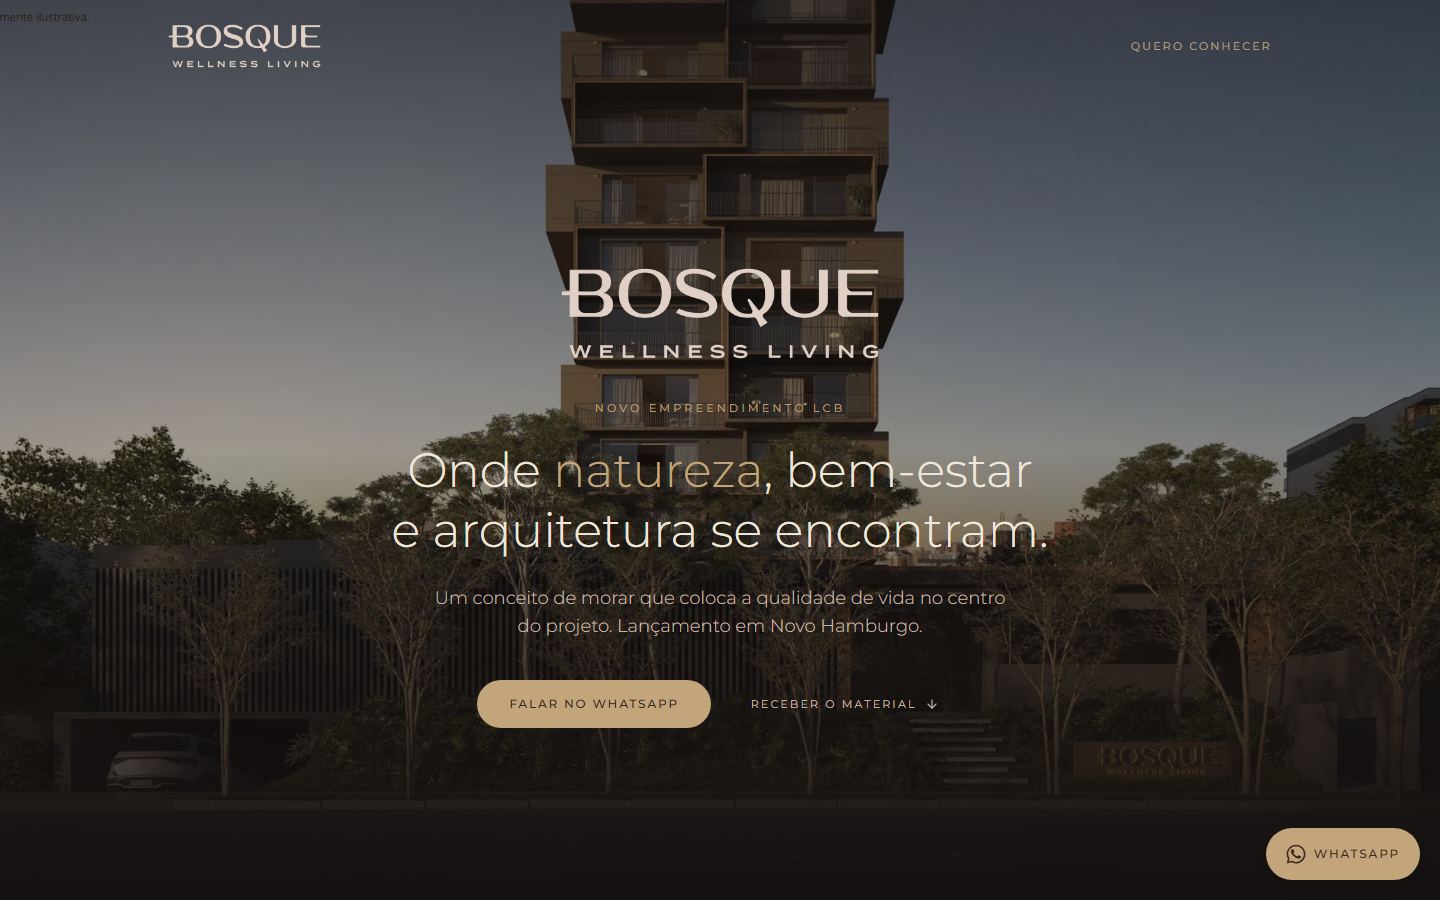 mente ilustrativa.
BOSQUE
WELLNESS LIVING
QUERO CONHECER
BOSQUE
WELLNESS LIVING
NOVO EMPREENDIMENTO LCB
Onde natureza, bem-estar
e arquitetura se encontram.
Um conceito de morar que coloca a qualidade de vida no centro
do projeto. Lançamento em Novo Hamburgo.
FALAR NO WHATSAPP
RECEBER O MATERIAL
BOSQUE
WELLNESS LIVING
WHATSAPP